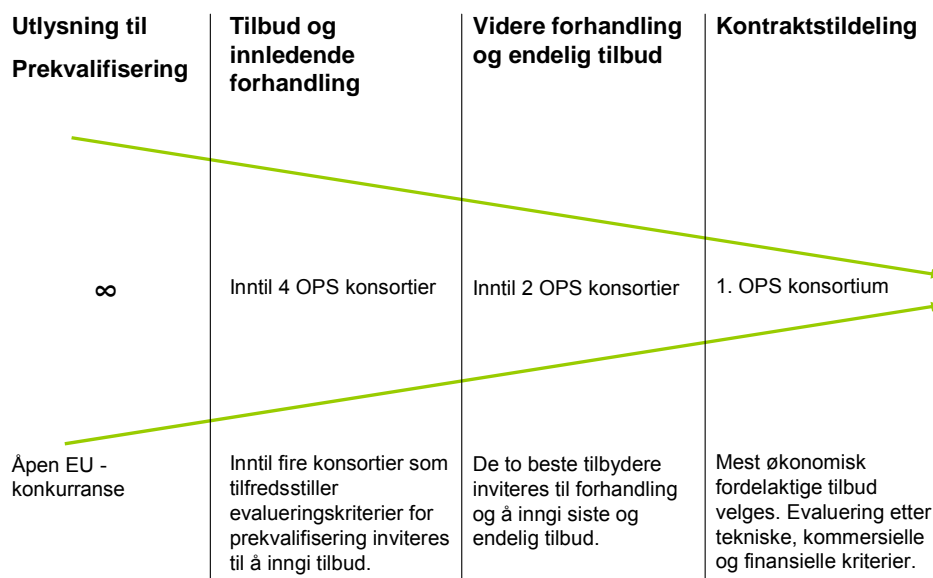 Utlysning til
Prekvalifisering
Tilbud og
innledende
forhandling
Videre forhandling
og endelig tilbud
Kontraktstildeling
∞
Inntil 4 OPS konsortier
Inntil 2 OPS konsortier
1. OPS konsortium
Åpen EU -
konkurranse
Inntil fire konsortier som
tilfredsstiller
evalueringskriterier for
prekvalifisering inviteres
til å inngi tilbud.
De to beste tilbydere
inviteres til forhandling
og å inngi siste og
endelig tilbud.
Mest økonomisk
fordelaktige tilbud
velges. Evaluering etter
tekniske, kommersielle
og finansielle kriterier.